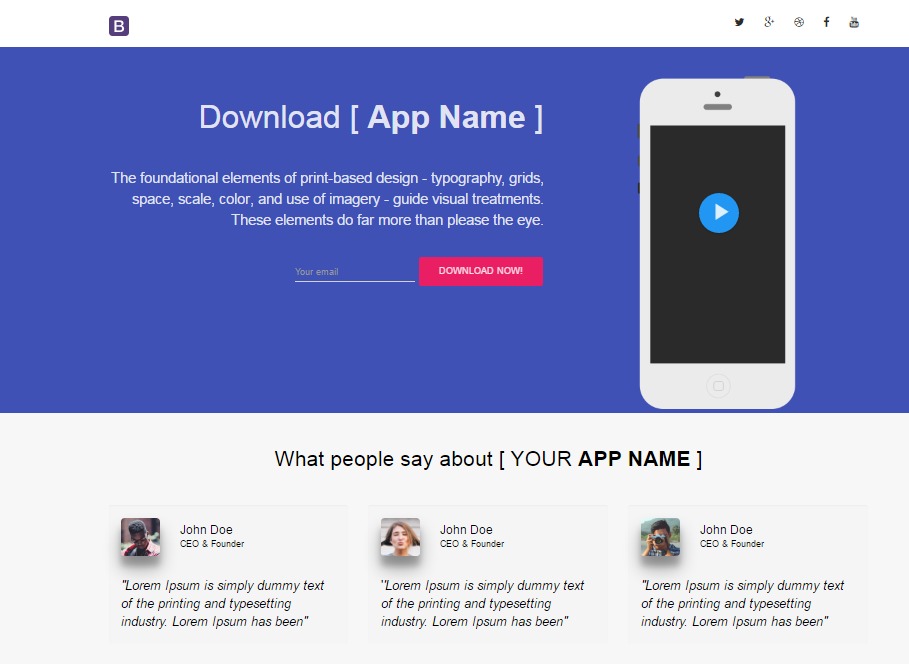 B
Download [ App Name ]
The foundational elements of print-based design - typography, grids,
space, scale, color, and use of imagery - guide visual treatments.
These elements do far more than please the eye.
Your email
DOWNLOAD NOW!
What people say about [ YOUR APP NAME ]
John Doe
CEO & Founder
"Lorem Ipsum is simply dummy text
of the printing and typesetting
industry. Lorem Ipsum has been"
John Doe
CEO & Founder
"Lorem Ipsum is simply dummy text
of the printing and typesetting
industry. Lorem Ipsum has been"
John Doe
CEO & Founder
"Lorem Ipsum is simply dummy text
of the printing and typesetting
industry. Lorem Ipsum has been"